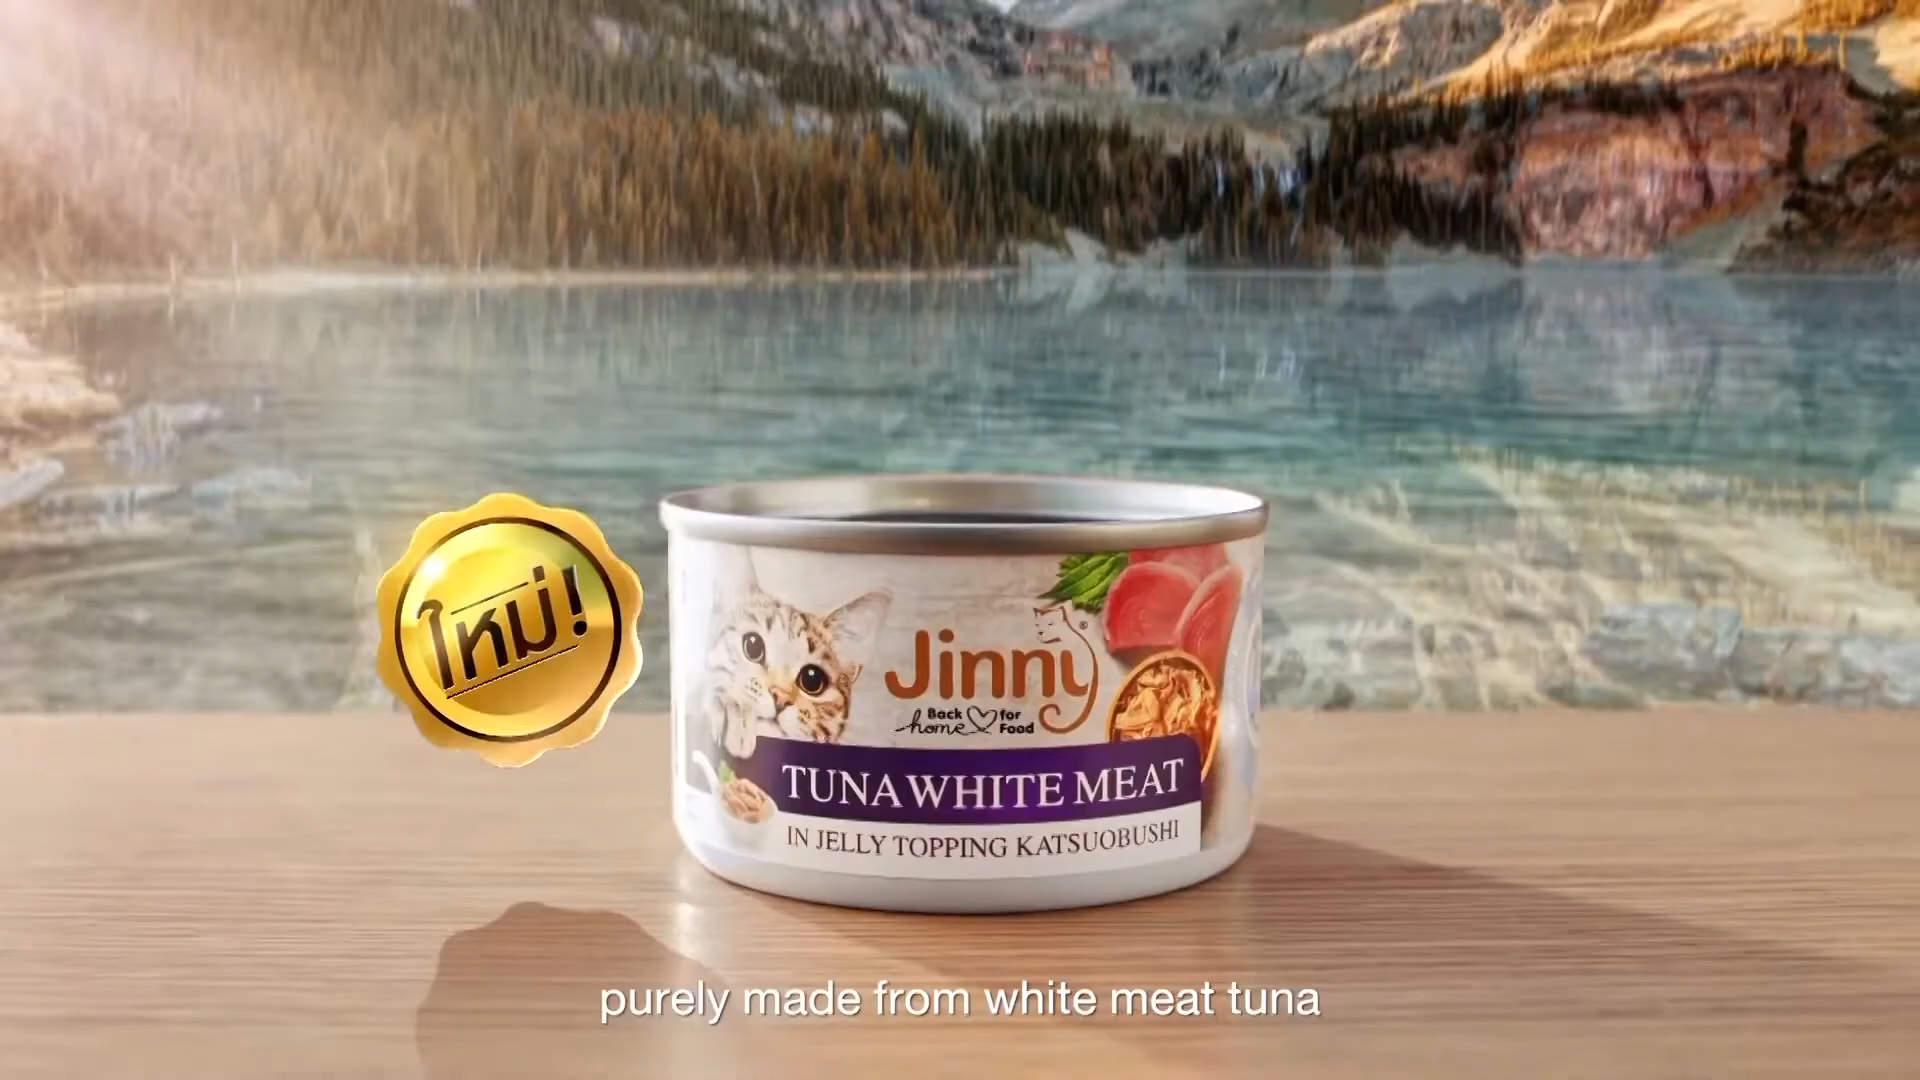 ใหม่!
Jinny®
Back for
home Food
TUNA WHITE MEAT
IN JELLY TOPPING KATSUOBUSHI
purely made from white meat tuna